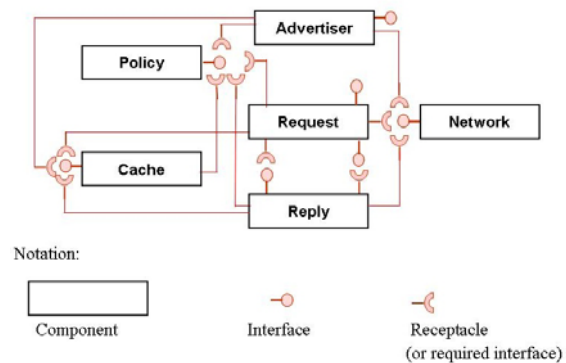 Advertiser
Policy
Request
Network
Cache
Reply
Notation:
Component
Interface
Receptacle
(or required interface)